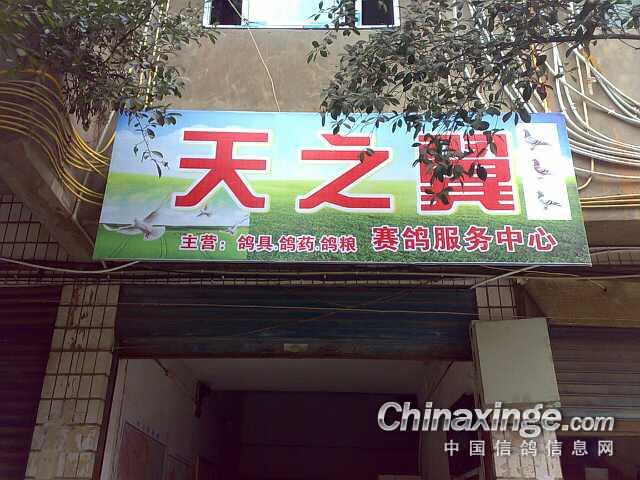 天之翼
主营：鸽具.鸽药.鸽粮 赛鸽服务中心
Chinaxinge.com
中国信鸽信息网